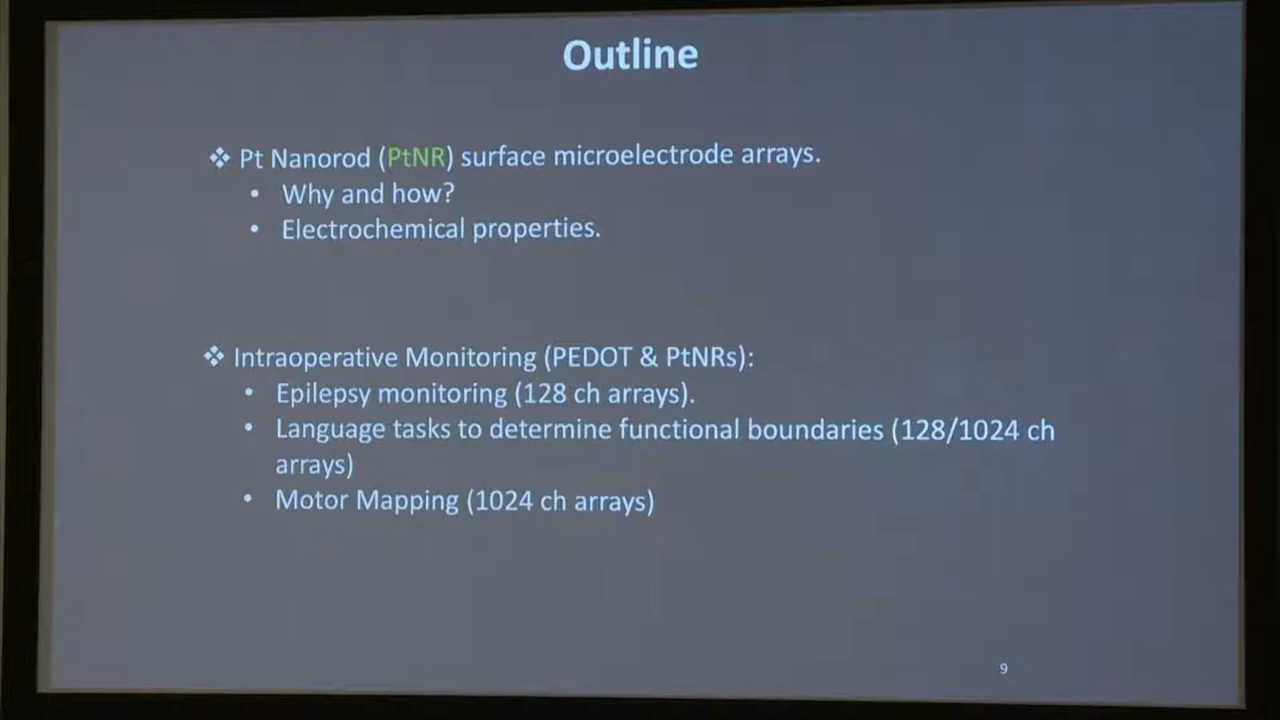 Outline
❖ Pt Nanorod (PtNR) surface microelectrode arrays.
• Why and how?
• Electrochemical properties.
❖ Intraoperative Monitoring (PEDOT & PtNRs):
• Epilepsy monitoring (128 ch arrays).
• Language tasks to determine functional boundaries (128/1024 ch
arrays)
• Motor Mapping (1024 ch arrays)
9